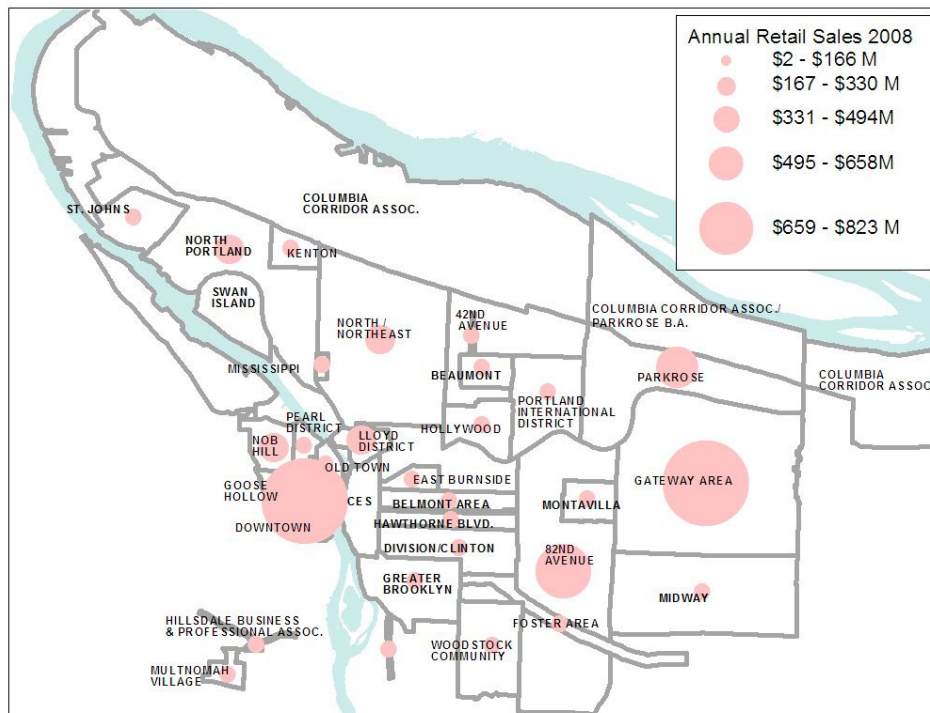 Annual Retail Sales 2008
$2 - $166 M
$167 - $330 M
$331 - $494M
$495 - $658M
$659 - $823 M
COLUMBIA
CORRIDOR ASSOC.
ST. JOHNS
NORTH
PORTLAND
KENTON
SWAN
ISLAND
NORTH /
NORTHEAST
42ND
AVENUE
COLUMBIA CORRIDOR ASSOC./
PARKROSE B.A.
MISSISSIPPI
BEAUMONT
PARKROSE
COLUMBIA
CORRIDOR ASSOC
PORTLAND
INTERNATIONAL
DISTRICT
PEARL
DISTRICT
HOLLYWOOD
NOB
HILL
LLOYD
DISTRICT
OLD TOWN
EAST BURNSIDE
GOOSE
HOLLOW
CES
BELMONT AREA
MONTAVILLA
GATEWAY AREA
DOWNTOWN
HAWTHORNE BLVD.
DIVISION/CLINTON
82ND
AVENUE
GREATER
BROOKLYN
MIDWAY
HILLSDALE BUSINESS
& PROFESSIONAL ASSOC.
FOSTER AREA
WOODSTOCK
COMMUNITY
MULTNOMAH
VILLAGE